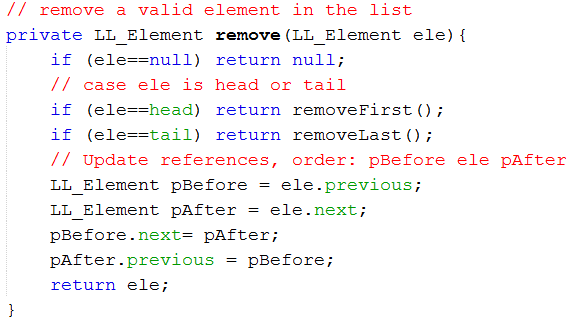 // remove a valid element in the list
private LL_Element remove(LL_Element ele){
    if (ele==null) return null;
    // case ele is head or tail
    if (ele==head) return removeFirst();
    if (ele==tail) return removeLast();
    // Update references, order: pBefore ele pAfter
    LL_Element pBefore = ele.previous;
    LL_Element pAfter = ele.next;
    pBefore.next= pAfter;
    pAfter.previous = pBefore;
    return ele;
}